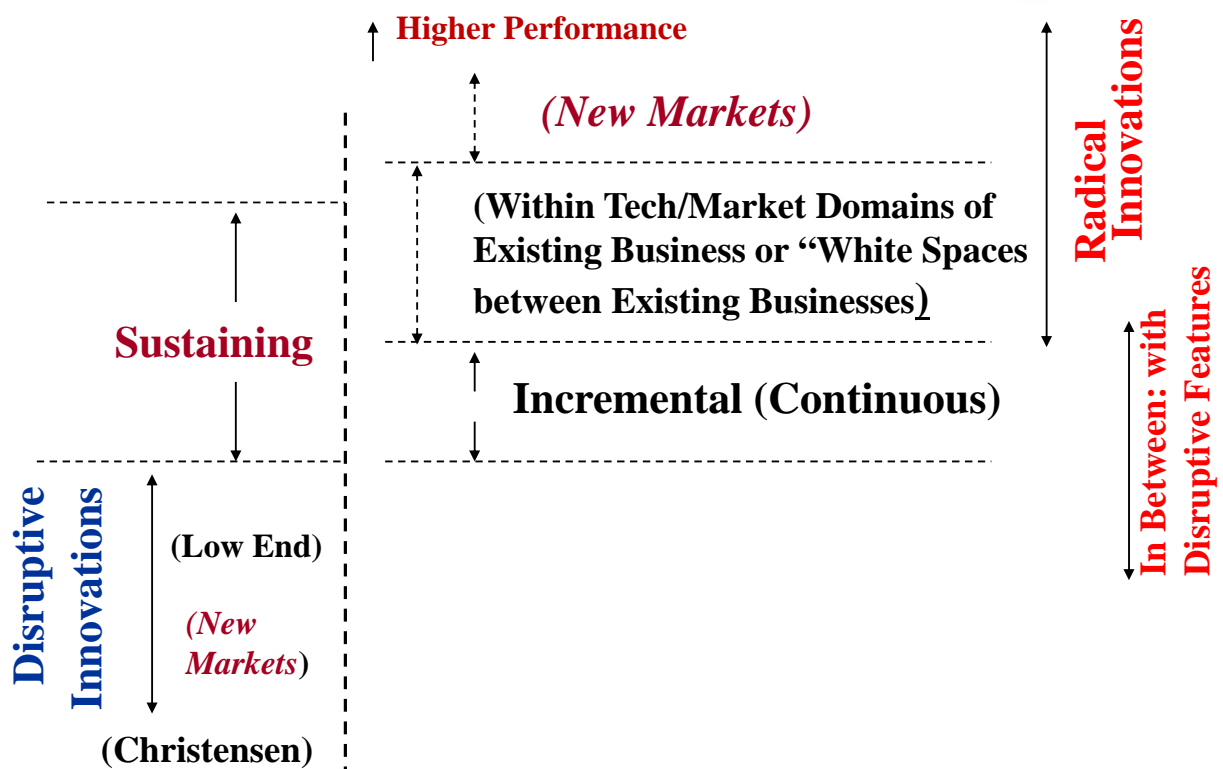 Higher Performance
(New Markets)
(Within Tech/Market Domains of
Existing Business or “White Spaces
between Existing Businesses)
Sustaining
Incremental (Continuous)
Disruptive
Innovations
(Low End)
(New
Markets)
(Christensen)
Radical
Innovations
In Between: with
Disruptive Features